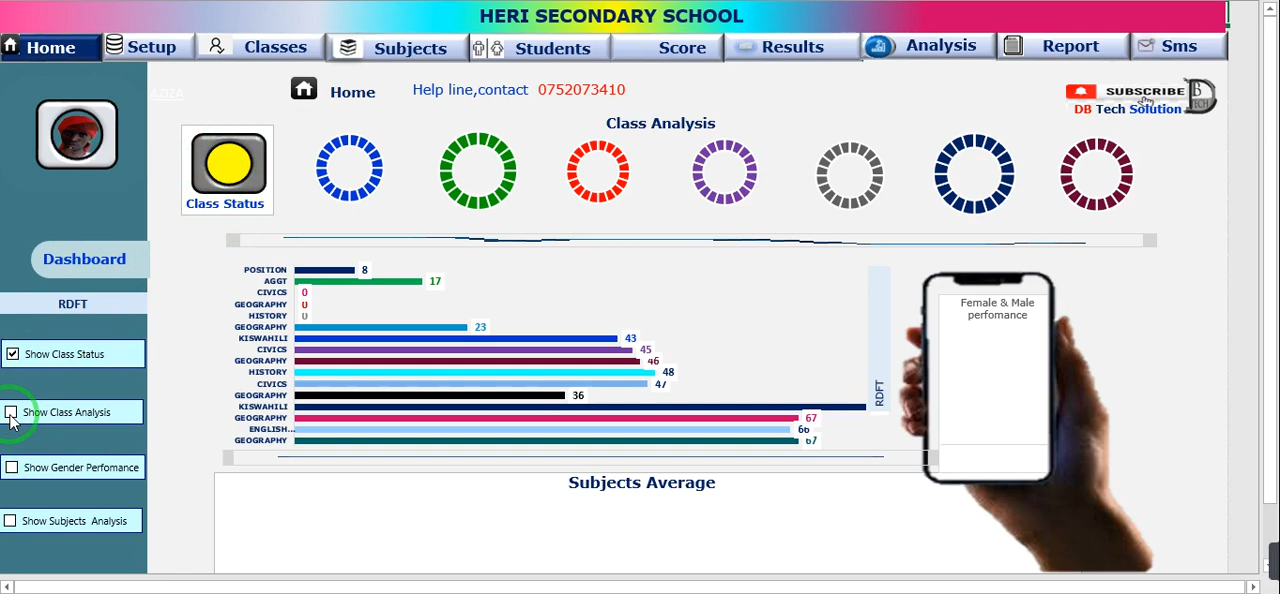 HERI SECONDARY SCHOOL
Home Setup Classes Subjects Students Score Results Analysis Report Sms
AZIZA
Home Help line,contact 0752073410
SUBSCRIBE
DB Tech Solution
Class Analysis
Class Status
Dashboard
RDFT
Show Class Status
Show Class Analysis
Show Gender Perfomance
Show Subjects Analysis
POSITION 8
AGGT 17
CIVICS 0
GEOGRAPHY 0
HISTORY 0
GEOGRAPHY 23
KISWAHILI 43
CIVICS 45
GEOGRAPHY 46
HISTORY 48
CIVICS 47
GEOGRAPHY 36
KISWAHILI
GEOGRAPHY 67
ENGLISH... 66
GEOGRAPHY 67
RDFT
Female & Male
perfomance
Subjects Average